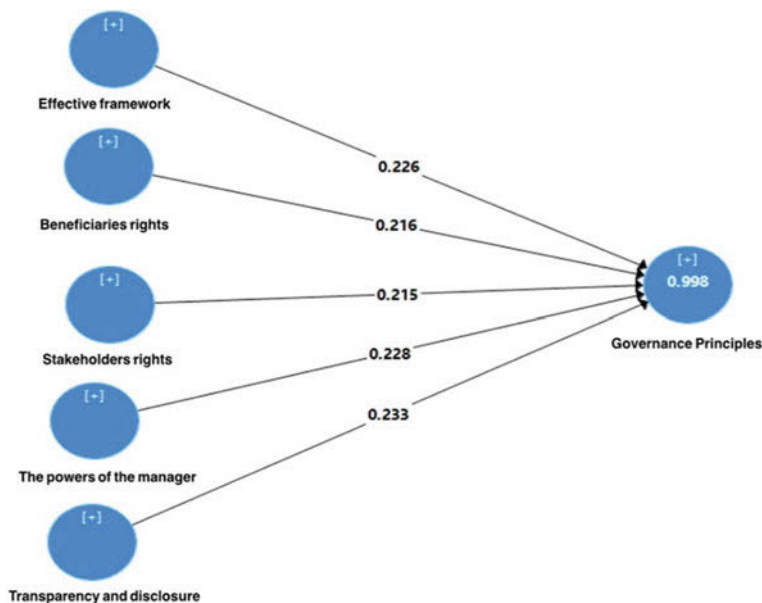 [+]
Effective framework
0.226
[+]
Beneficiaries rights
0.216
[+]
0.998
Governance Principles
[+]
Stakeholders rights
0.215
0.228
[+]
The powers of the manager
0.233
[+]
Transparency and disclosure